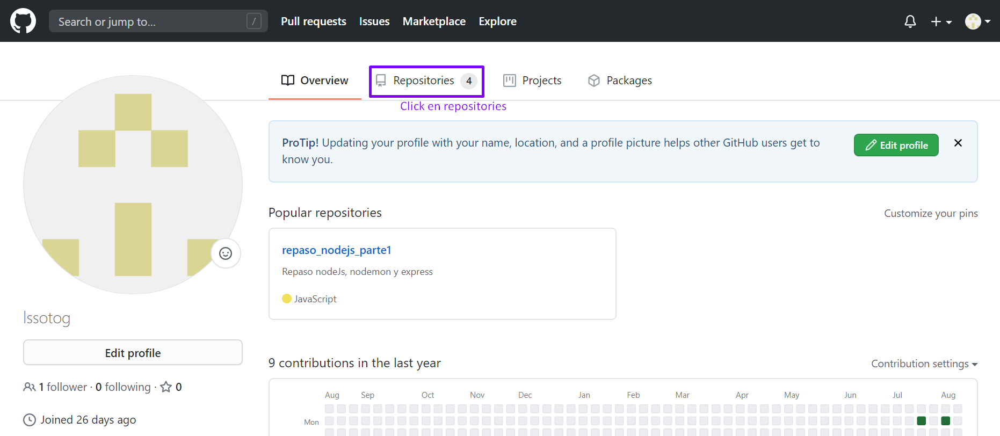 Search or jump to... /
Pull requests Issues Marketplace Explore
Overview Repositories 4 Projects Packages
Click en repositories
ProTip! Updating your profile with your name, location, and a profile picture helps other GitHub users get to
know you.
Edit profile
Popular repositories
Customize your pins
repaso_nodejs_parte1
Repaso nodeJs, nodemon y express
JavaScript
lssotog
Edit profile
1 follower · 0 following · 0
Joined 26 days ago
9 contributions in the last year
Contribution settings
Aug Sep Oct Nov Dec Jan Feb Mar Apr May Jun Jul Aug
Mon